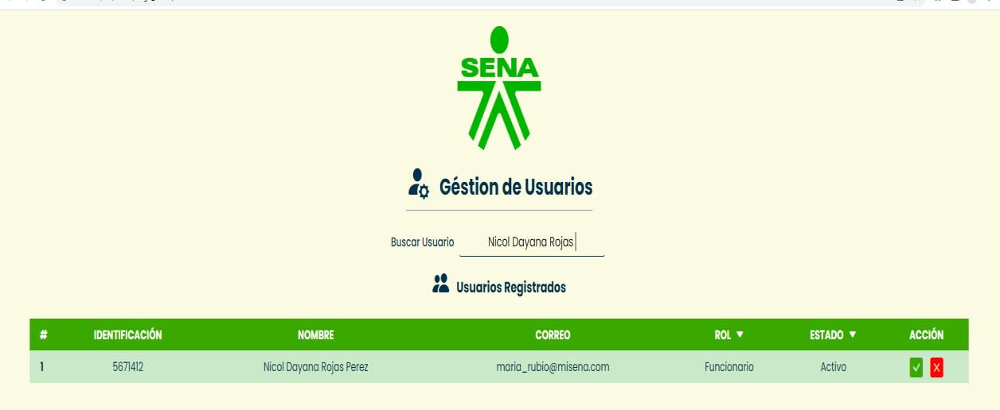 SENA
Géstion de Usuarios
Buscar Usuario Nicol Dayana Rojas
Usuarios Registrados
# IDENTIFICACIÓN NOMBRE CORREO ROL ▼ ESTADO ▼ ACCIÓN
1 5671412 Nicol Dayana Rojas Perez maria_rubio@misena.com Funcionario Activo ✓ X